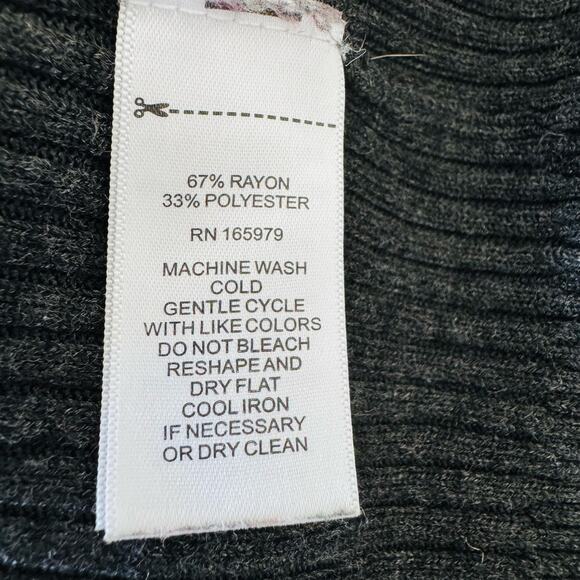 67% RAYON
33% POLYESTER
RN 165979
MACHINE WASH
COLD
GENTLE CYCLE
WITH LIKE COLORS
DO NOT BLEACH
RESHAPE AND
DRY FLAT
COOL IRON
IF NECESSARY
OR DRY CLEAN